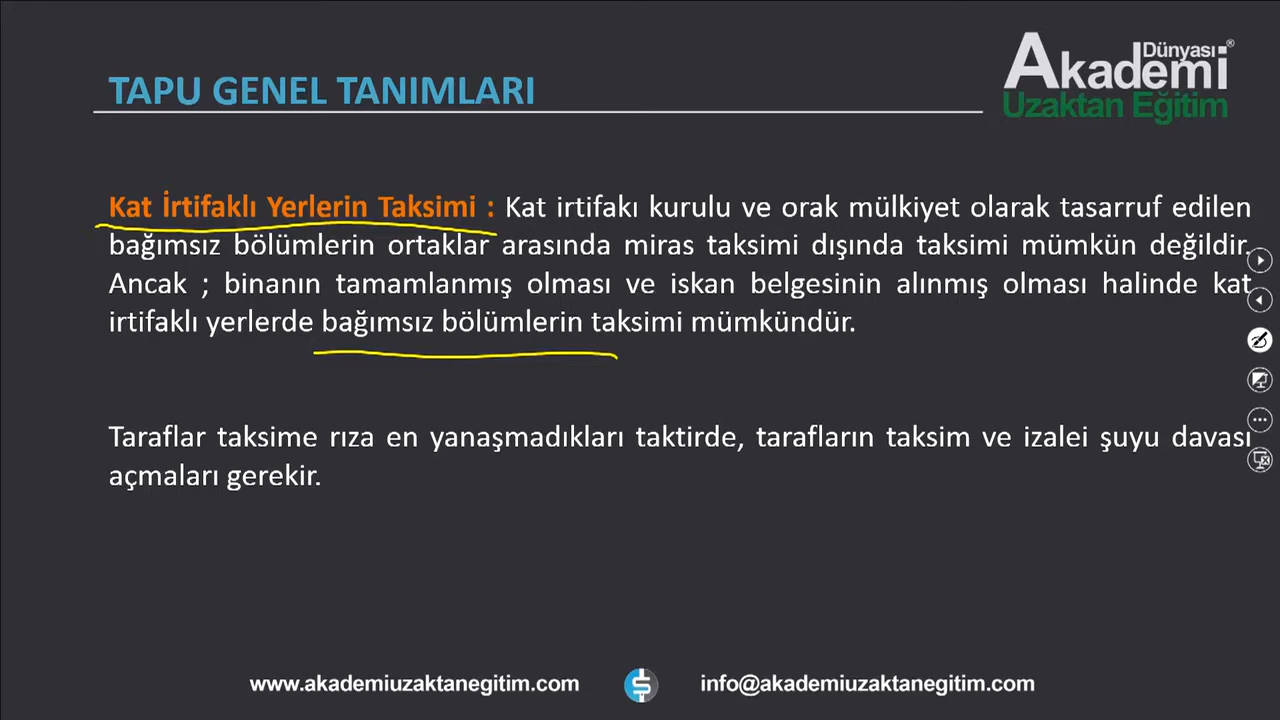 TAPU GENEL TANIMLARI
Dünyası®
Akademi
Uzaktan Eğitim
Kat İrtifaklı Yerlerin Taksimi : Kat irtifakı kurulu ve orak mülkiyet olarak tasarruf edilen
bağımsız bölümlerin ortaklar arasında miras taksimi dışında taksimi mümkün değildir.
Ancak ; binanın tamamlanmış olması ve iskan belgesinin alınmış olması halinde kat
irtifaklı yerlerde bağımsız bölümlerin taksimi mümkündür.
Taraflar taksime rıza en yanaşmadıkları taktirde, tarafların taksim ve izalei şuyu davası
açmaları gerekir.
www.akademiuzaktanegitim.com
info@akademiuzaktanegitim.com